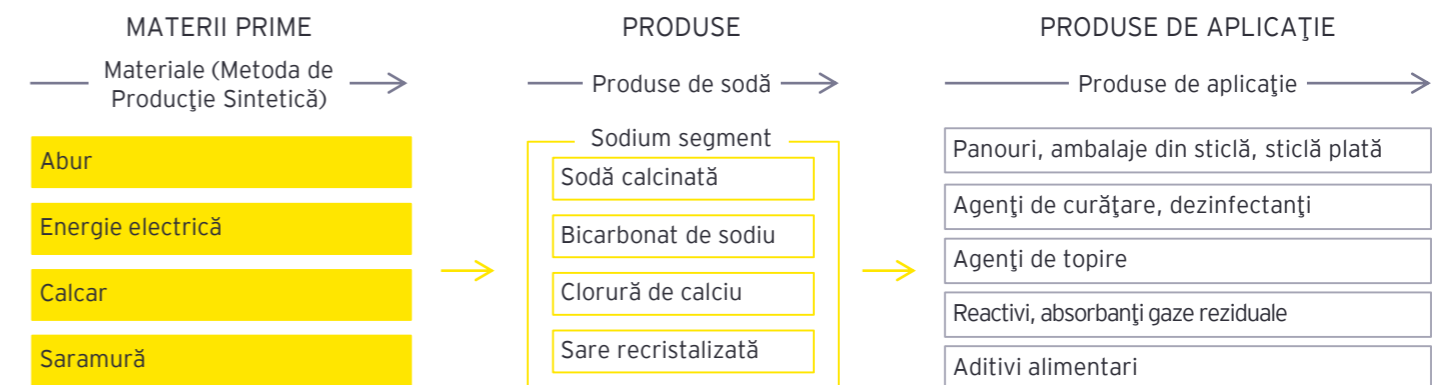 MATERII PRIME
Materiale (Metoda de
Producţie Sintetică)
Abur
Energie electrică
Calcar
Saramură
PRODUSE
Produse de sodă
Sodium segment
Sodă calcinată
Bicarbonat de sodiu
Clorură de calciu
Sare recristalizată
PRODUSE DE APLICAŢIE
Produse de aplicaţie
Panouri, ambalaje din sticlă, sticlă plată
Agenţi de curăţare, dezinfectanţi
Agenţi de topire
Reactivi, absorbanţi gaze reziduale
Aditivi alimentari